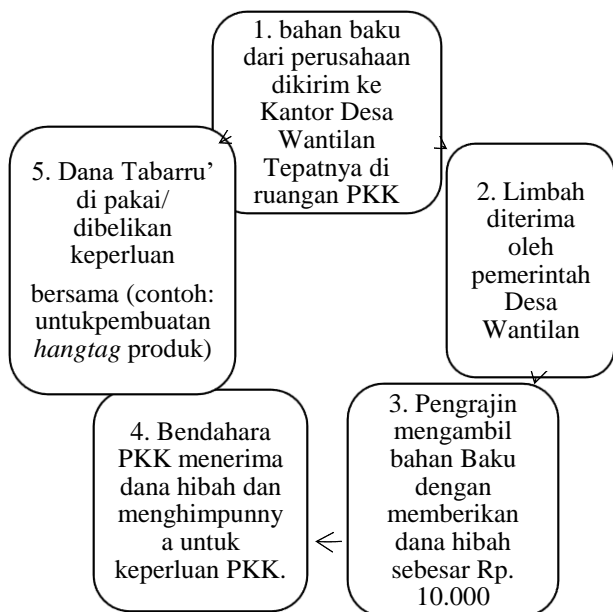 1. bahan baku
dari perusahaan
dikirim ke
Kantor Desa
Wantilan
Tepatnya di
ruangan PKK
2. Limbah
diterima
oleh
pemerintah
Desa
Wantilan
3. Pengrajin
mengambil
bahan Baku
dengan
memberikan
dana hibah
sebesar Rp.
10.000
4. Bendahara
PKK menerima
dana hibah dan
menghimpunny
a untuk
keperluan PKK.
5. Dana Tabarru’
di pakai/
dibelikan
keperluan
bersama (contoh:
untukpembuatan
hangtag produk)